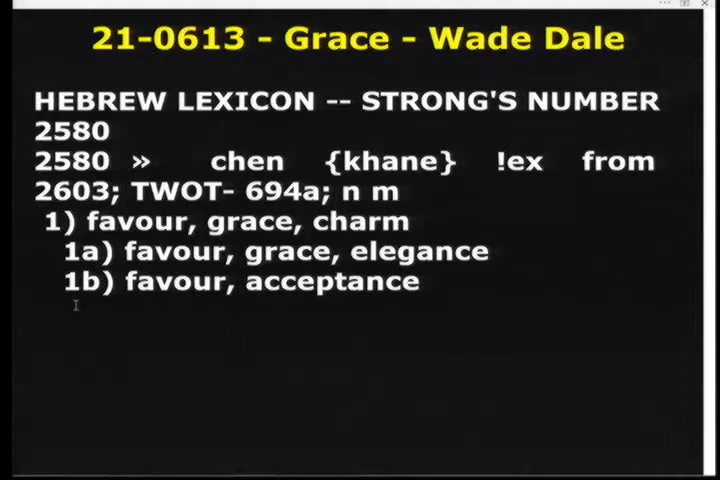 21-0613 - Grace - Wade Dale
HEBREW LEXICON -- STRONG'S NUMBER
2580
2580 » chen {khane} !ex from
2603; TWOT- 694a; n m
1) favour, grace, charm
1a) favour, grace, elegance
1b) favour, acceptance